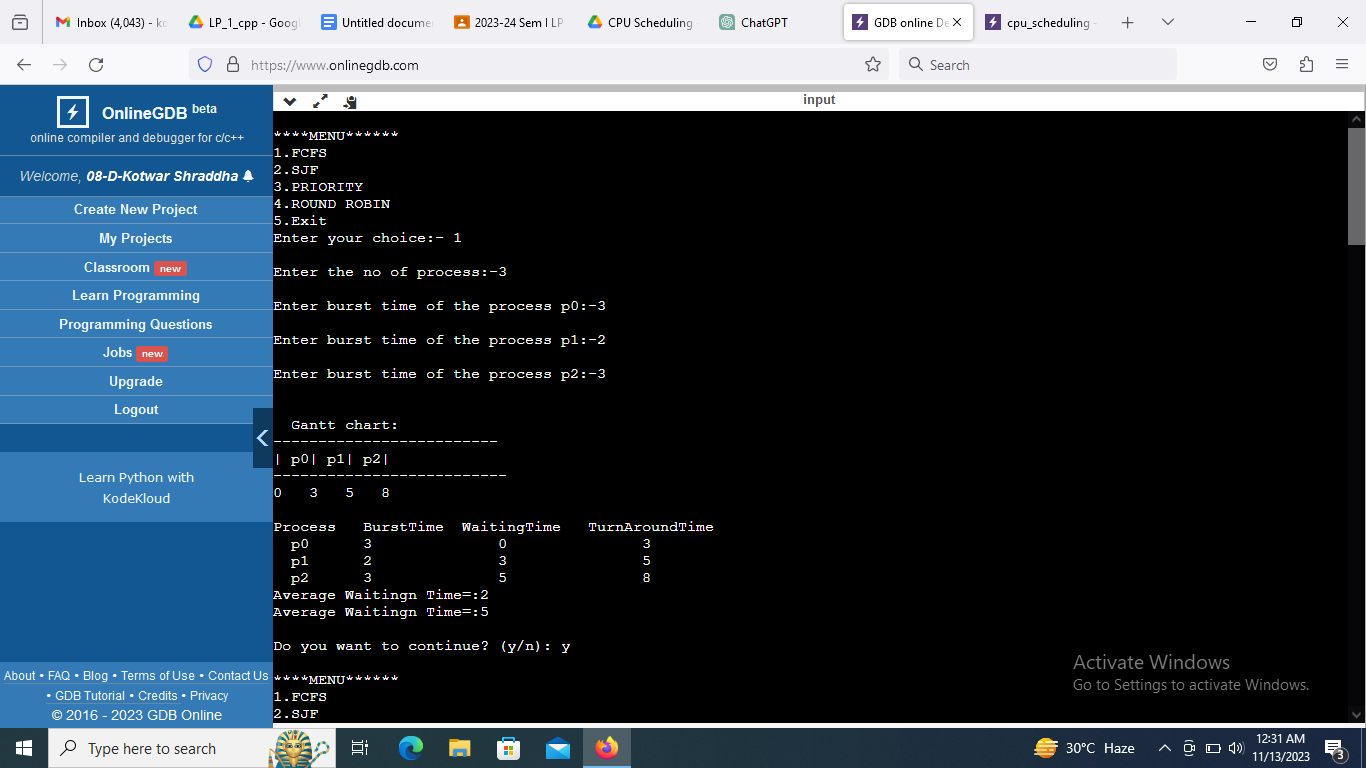 Inbox (4,043) - k
LP_1_cpp - Googl
Untitled docume
2023-24 Sem I LP
CPU Scheduling
ChatGPT
GDB online De
cpu_scheduling -
https://www.onlinegdb.com
Search
OnlineGDB beta
online compiler and debugger for c/c++
Welcome, 08-D-Kotwar Shraddha
Create New Project
My Projects
Classroom new
Learn Programming
Programming Questions
Jobs new
Upgrade
Logout
Learn Python with
KodeKloud
About • FAQ • Blog • Terms of Use • Contact Us
• GDB Tutorial • Credits • Privacy
© 2016 - 2023 GDB Online
input
****MENU******
1.FCFS
2.SJF
3.PRIORITY
4.ROUND ROBIN
5.Exit
Enter your choice:- 1
Enter the no of process:-3
Enter burst time of the process p0:-3
Enter burst time of the process p1:-2
Enter burst time of the process p2:-3
Gantt chart:
-------------------------
| p0| p1| p2|
--------------------------
0 3 5 8
Process BurstTime WaitingTime TurnAroundTime
p0 3 0 3
p1 2 3 5
p2 3 5 8
Average Waitingn Time=:2
Average Waitingn Time=:5
Do you want to continue? (y/n): y
****MENU******
1.FCFS
2.SJF
Activate Windows
Go to Settings to activate Windows.
Type here to search
30°C Haze
12:31 AM
11/13/2023
3